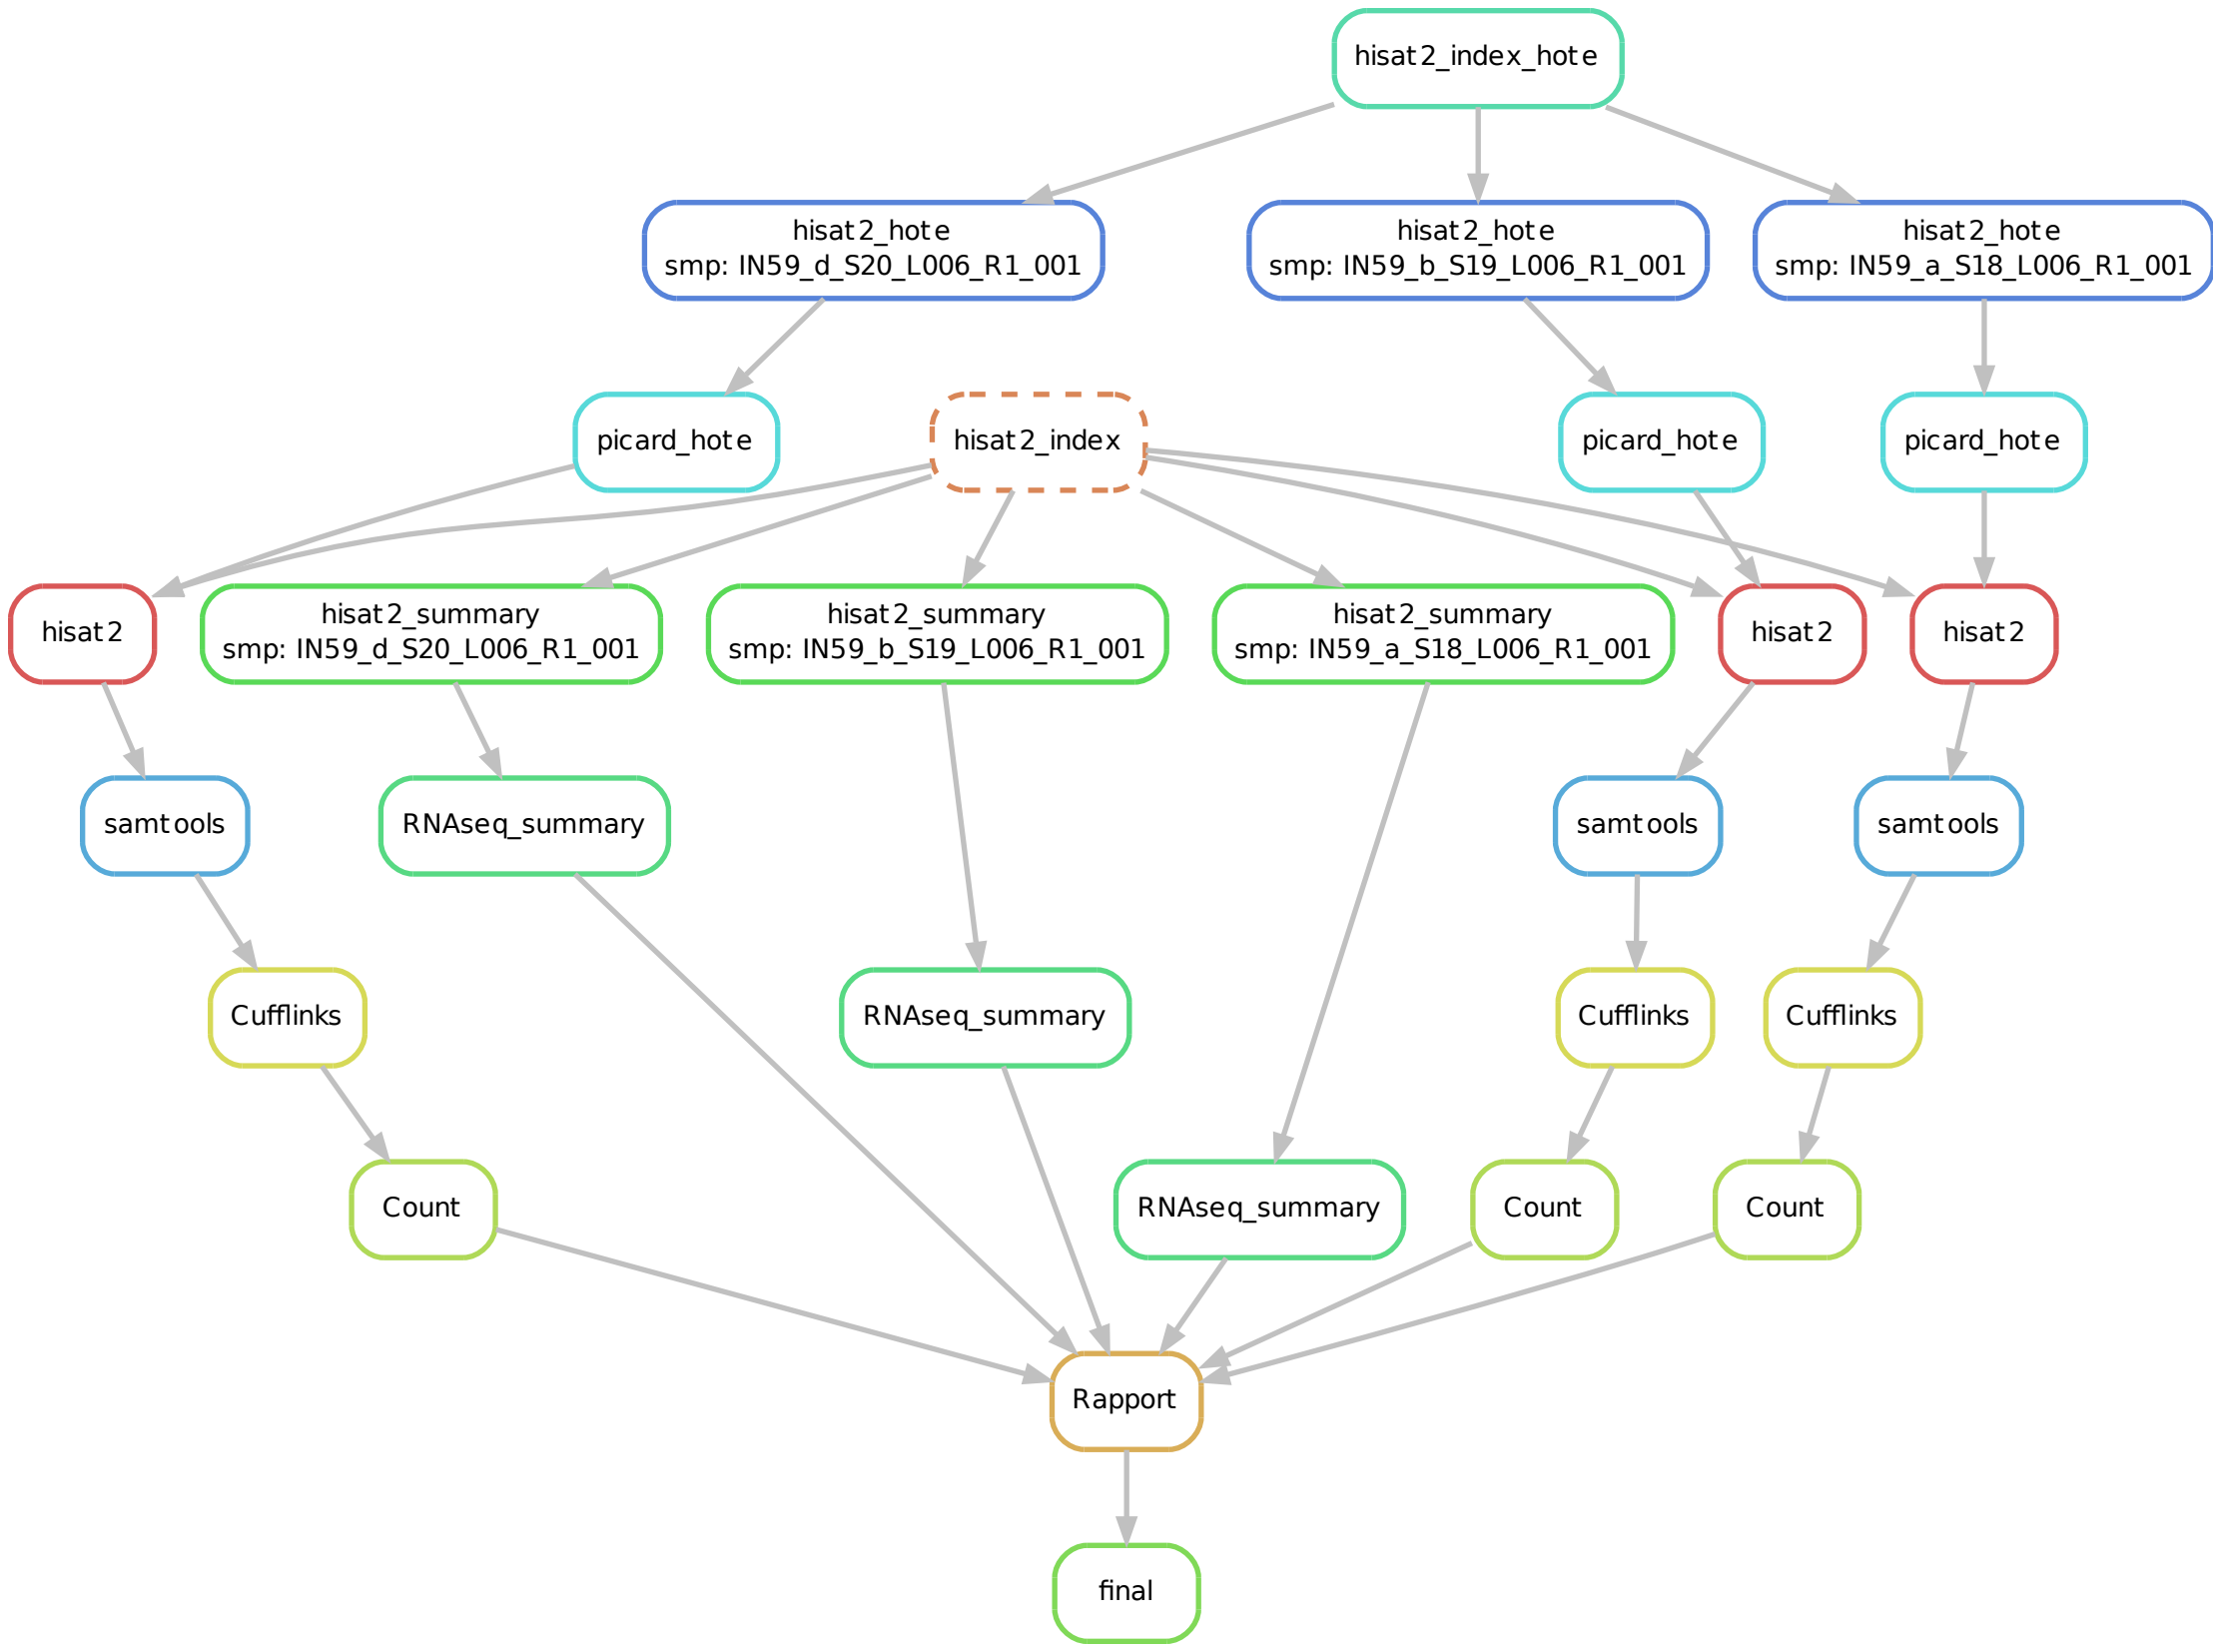 hisat2_index_hote
hisat2_hote
smp: IN59_d_S20_L006_R1_001
hisat2_hote
smp: IN59_b_S19_L006_R1_001
hisat2_hote
smp: IN59_a_S18_L006_R1_001
picard_hote
hisat2_index
picard_hote
picard_hote
hisat2
hisat2_summary
smp: IN59_d_S20_L006_R1_001
hisat2_summary
smp: IN59_b_S19_L006_R1_001
hisat2_summary
smp: IN59_a_S18_L006_R1_001
hisat2
hisat2
samtools
RNAseq_summary
samtools
samtools
Cufflinks
RNAseq_summary
Cufflinks
Cufflinks
Count
RNAseq_summary
Count
Count
Rapport
final